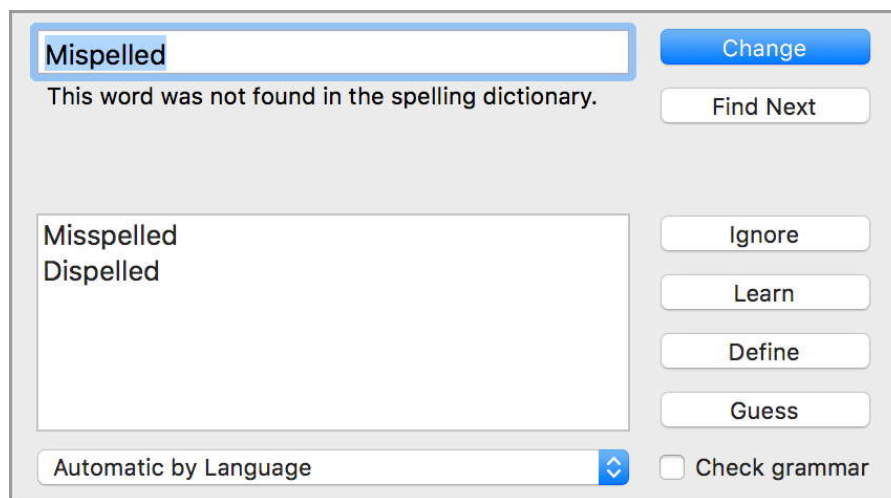 Mispelled
Change
This word was not found in the spelling dictionary.
Find Next
Misspelled
Dispelled
Ignore
Learn
Define
Guess
Automatic by Language
Check grammar